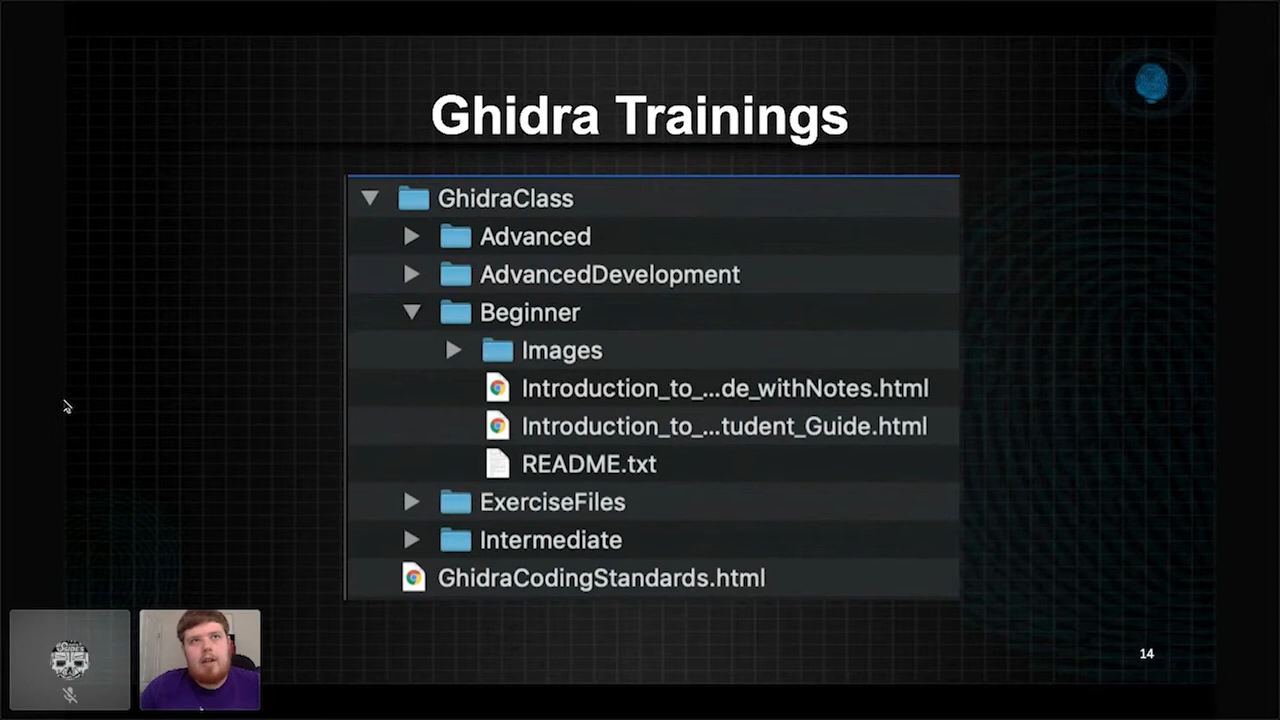 Ghidra Trainings
GhidraClass
Advanced
AdvancedDevelopment
Beginner
Images
Introduction_to_...de_withNotes.html
Introduction_to_...tudent_Guide.html
README.txt
ExerciseFiles
Intermediate
GhidraCodingStandards.html
14
SIDES